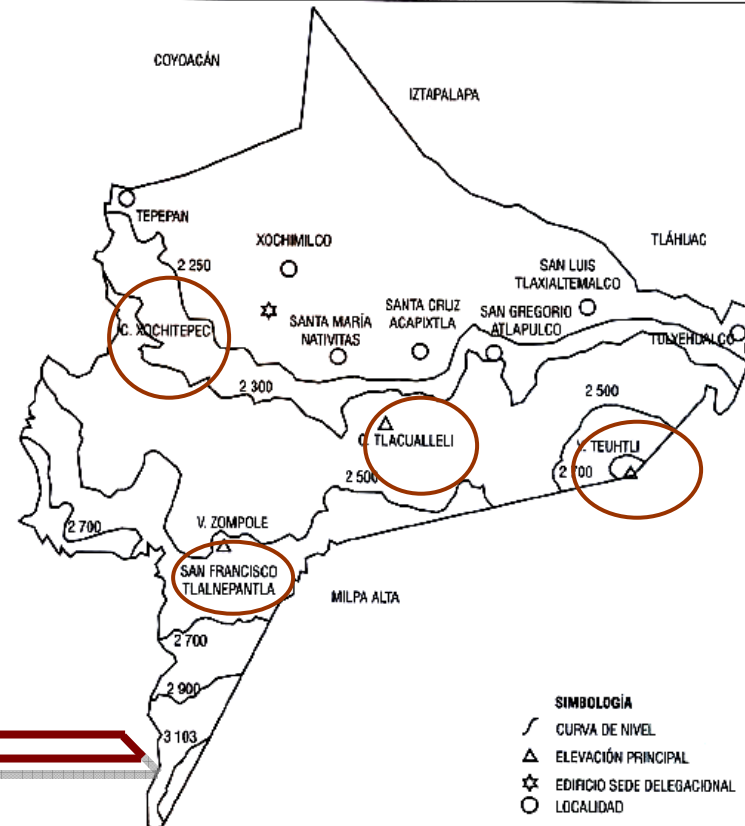 COYOACÁN
IZTAPALAPA
TEPEPAN
TLÁHUAC
XOCHIMILCO
2 250
SAN LUIS
TLAXIALTEMALCO
SANTA CRUZ
ACAPIXTLA
SAN GREGORIO
ATLAPULCO
SANTA MARÍA
NATIVITAS
C. XOCHITEPEC
TULYEHUALCO
2 300
2 500
C. TLACUALLELI
V. TEUHTLI
2 700
2 500
2 700
V. ZOMPOLE
SAN FRANCISCO
TLALNEPANTLA
MILPA ALTA
2 700
2 900
3 103
SIMBOLOGÍA
CURVA DE NIVEL
ELEVACIÓN PRINCIPAL
EDIFICIO SEDE DELEGACIONAL
LOCALIDAD